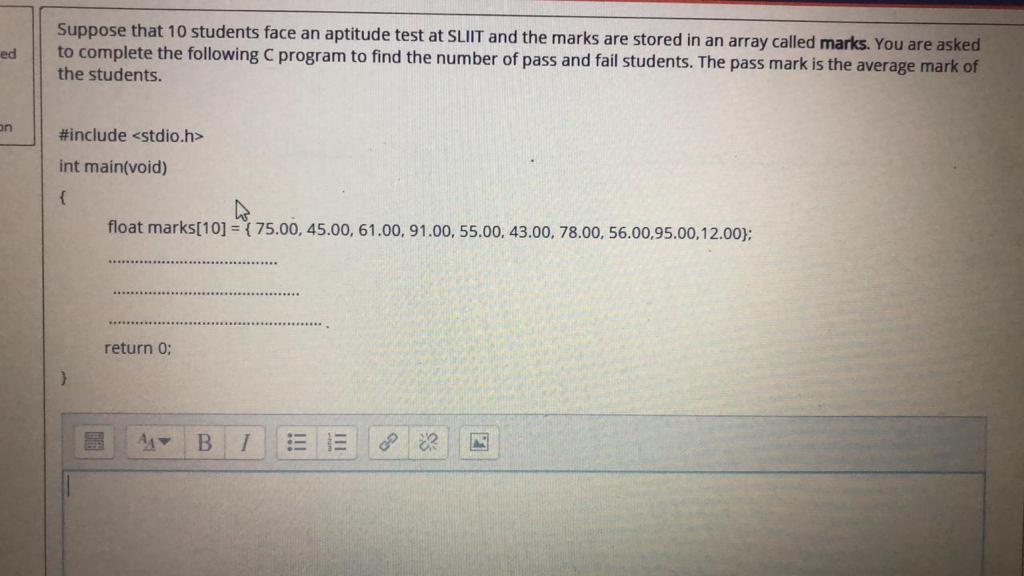 Suppose that 10 students face an aptitude test at SLIIT and the marks are stored in an array called marks. You are asked
ed
to complete the following C program to find the number of pass and fail students. The pass mark is the average mark of
the students.
on
#include <stdio.h>
int main(void)
{
float marks[10] = { 75.00, 45.00, 61.00, 91.00, 55.00, 43.00, 78.00, 56.00,95.00,12.00};
..........................................
..............................................
..................................................... .
return 0;
}
B I